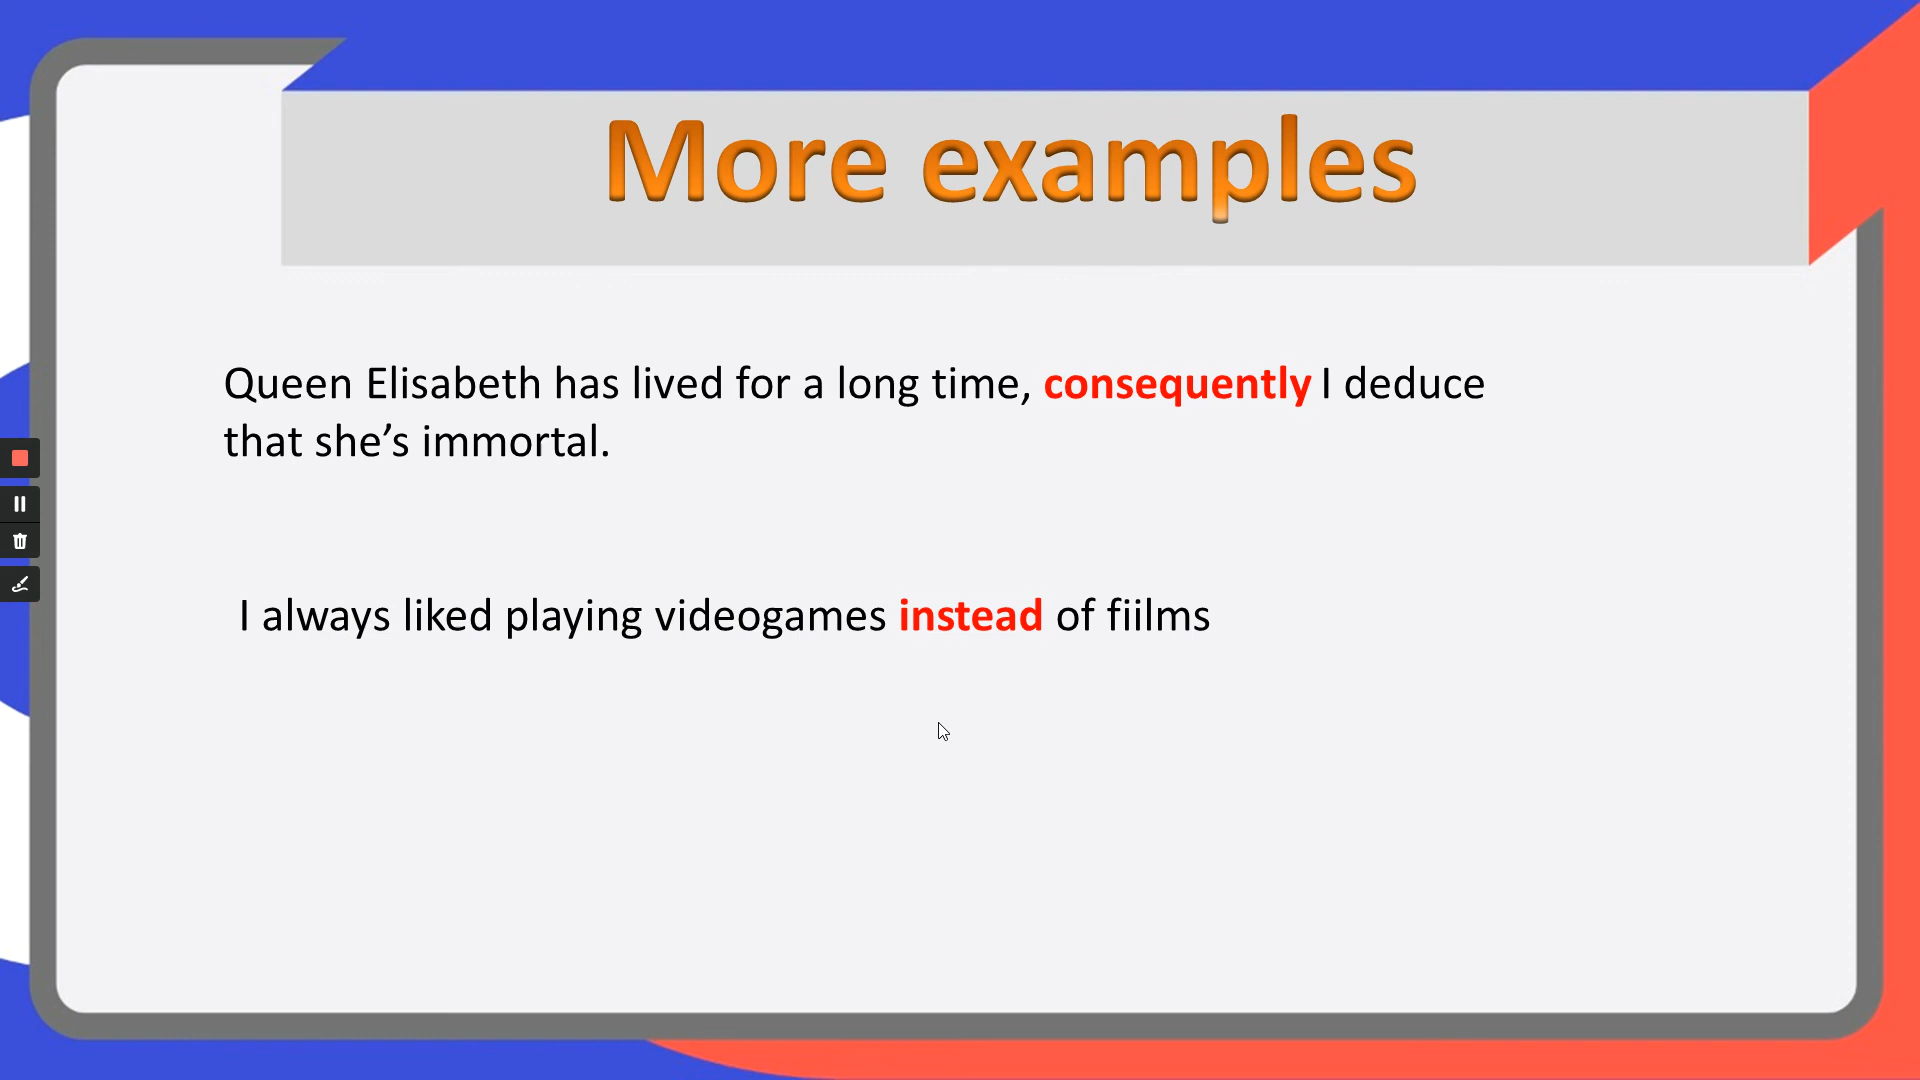 More examples
Queen Elisabeth has lived for a long time, consequently I deduce
that she’s immortal.
I always liked playing videogames instead of fiilms